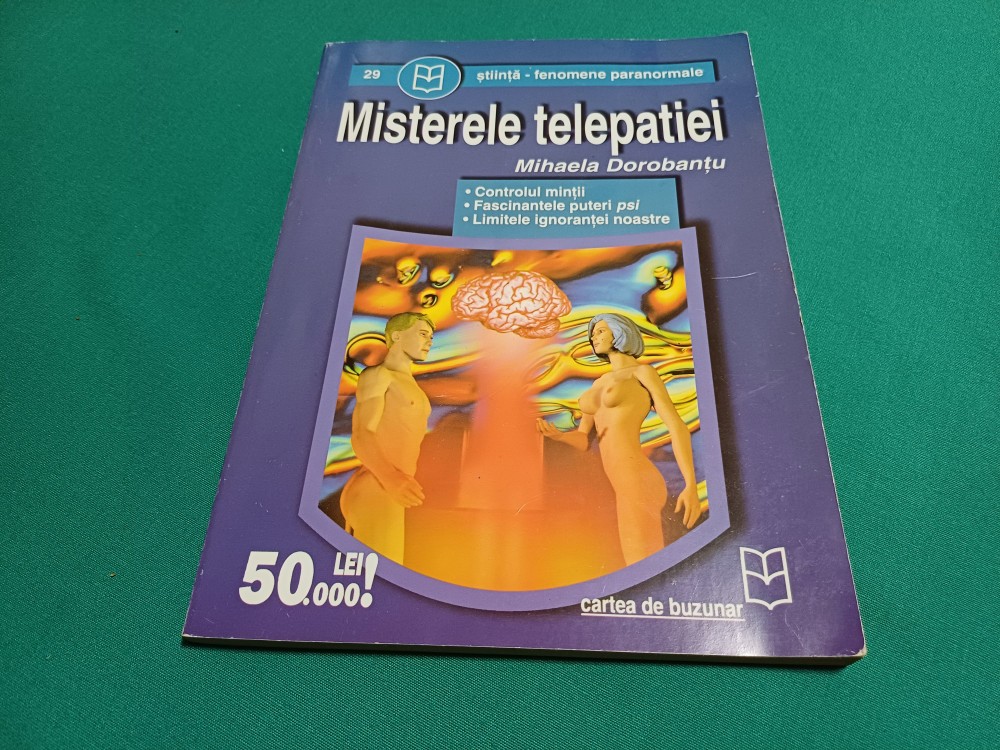 29 știință - fenomene paranormale
Misterele telepatiei
Mihaela Dorobanțu
• Controlul minții
• Fascinantele puteri psi
• Limitele ignoranței noastre
50.000 LEI!
cartea de buzunar